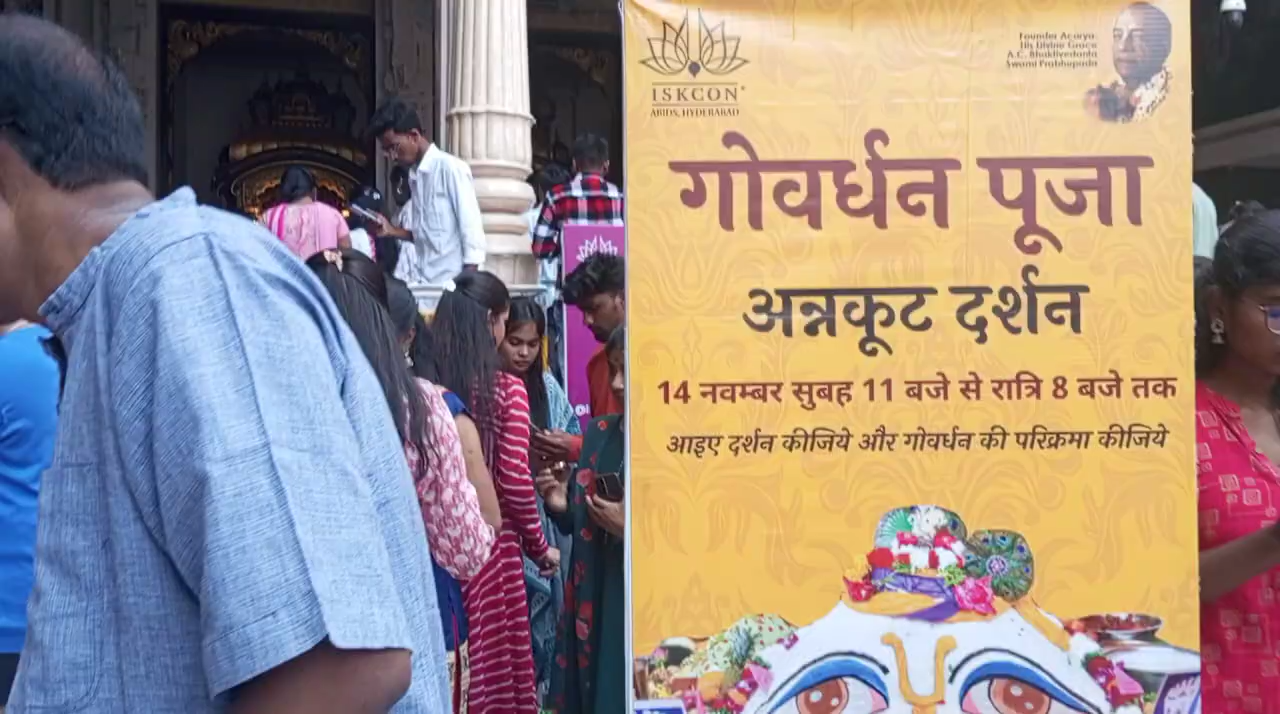 ISKCON
ABIDS, HYDERABAD
Founder Acarya:
His Divine Grace
A.C. Bhaktivedanta
Swami Prabhupada
गोवर्धन पूजा
अन्नकूट दर्शन
14 नवम्बर सुबह 11 बजे से रात्रि 8 बजे तक
आइए दर्शन कीजिये और गोवर्धन की परिक्रमा कीजिये